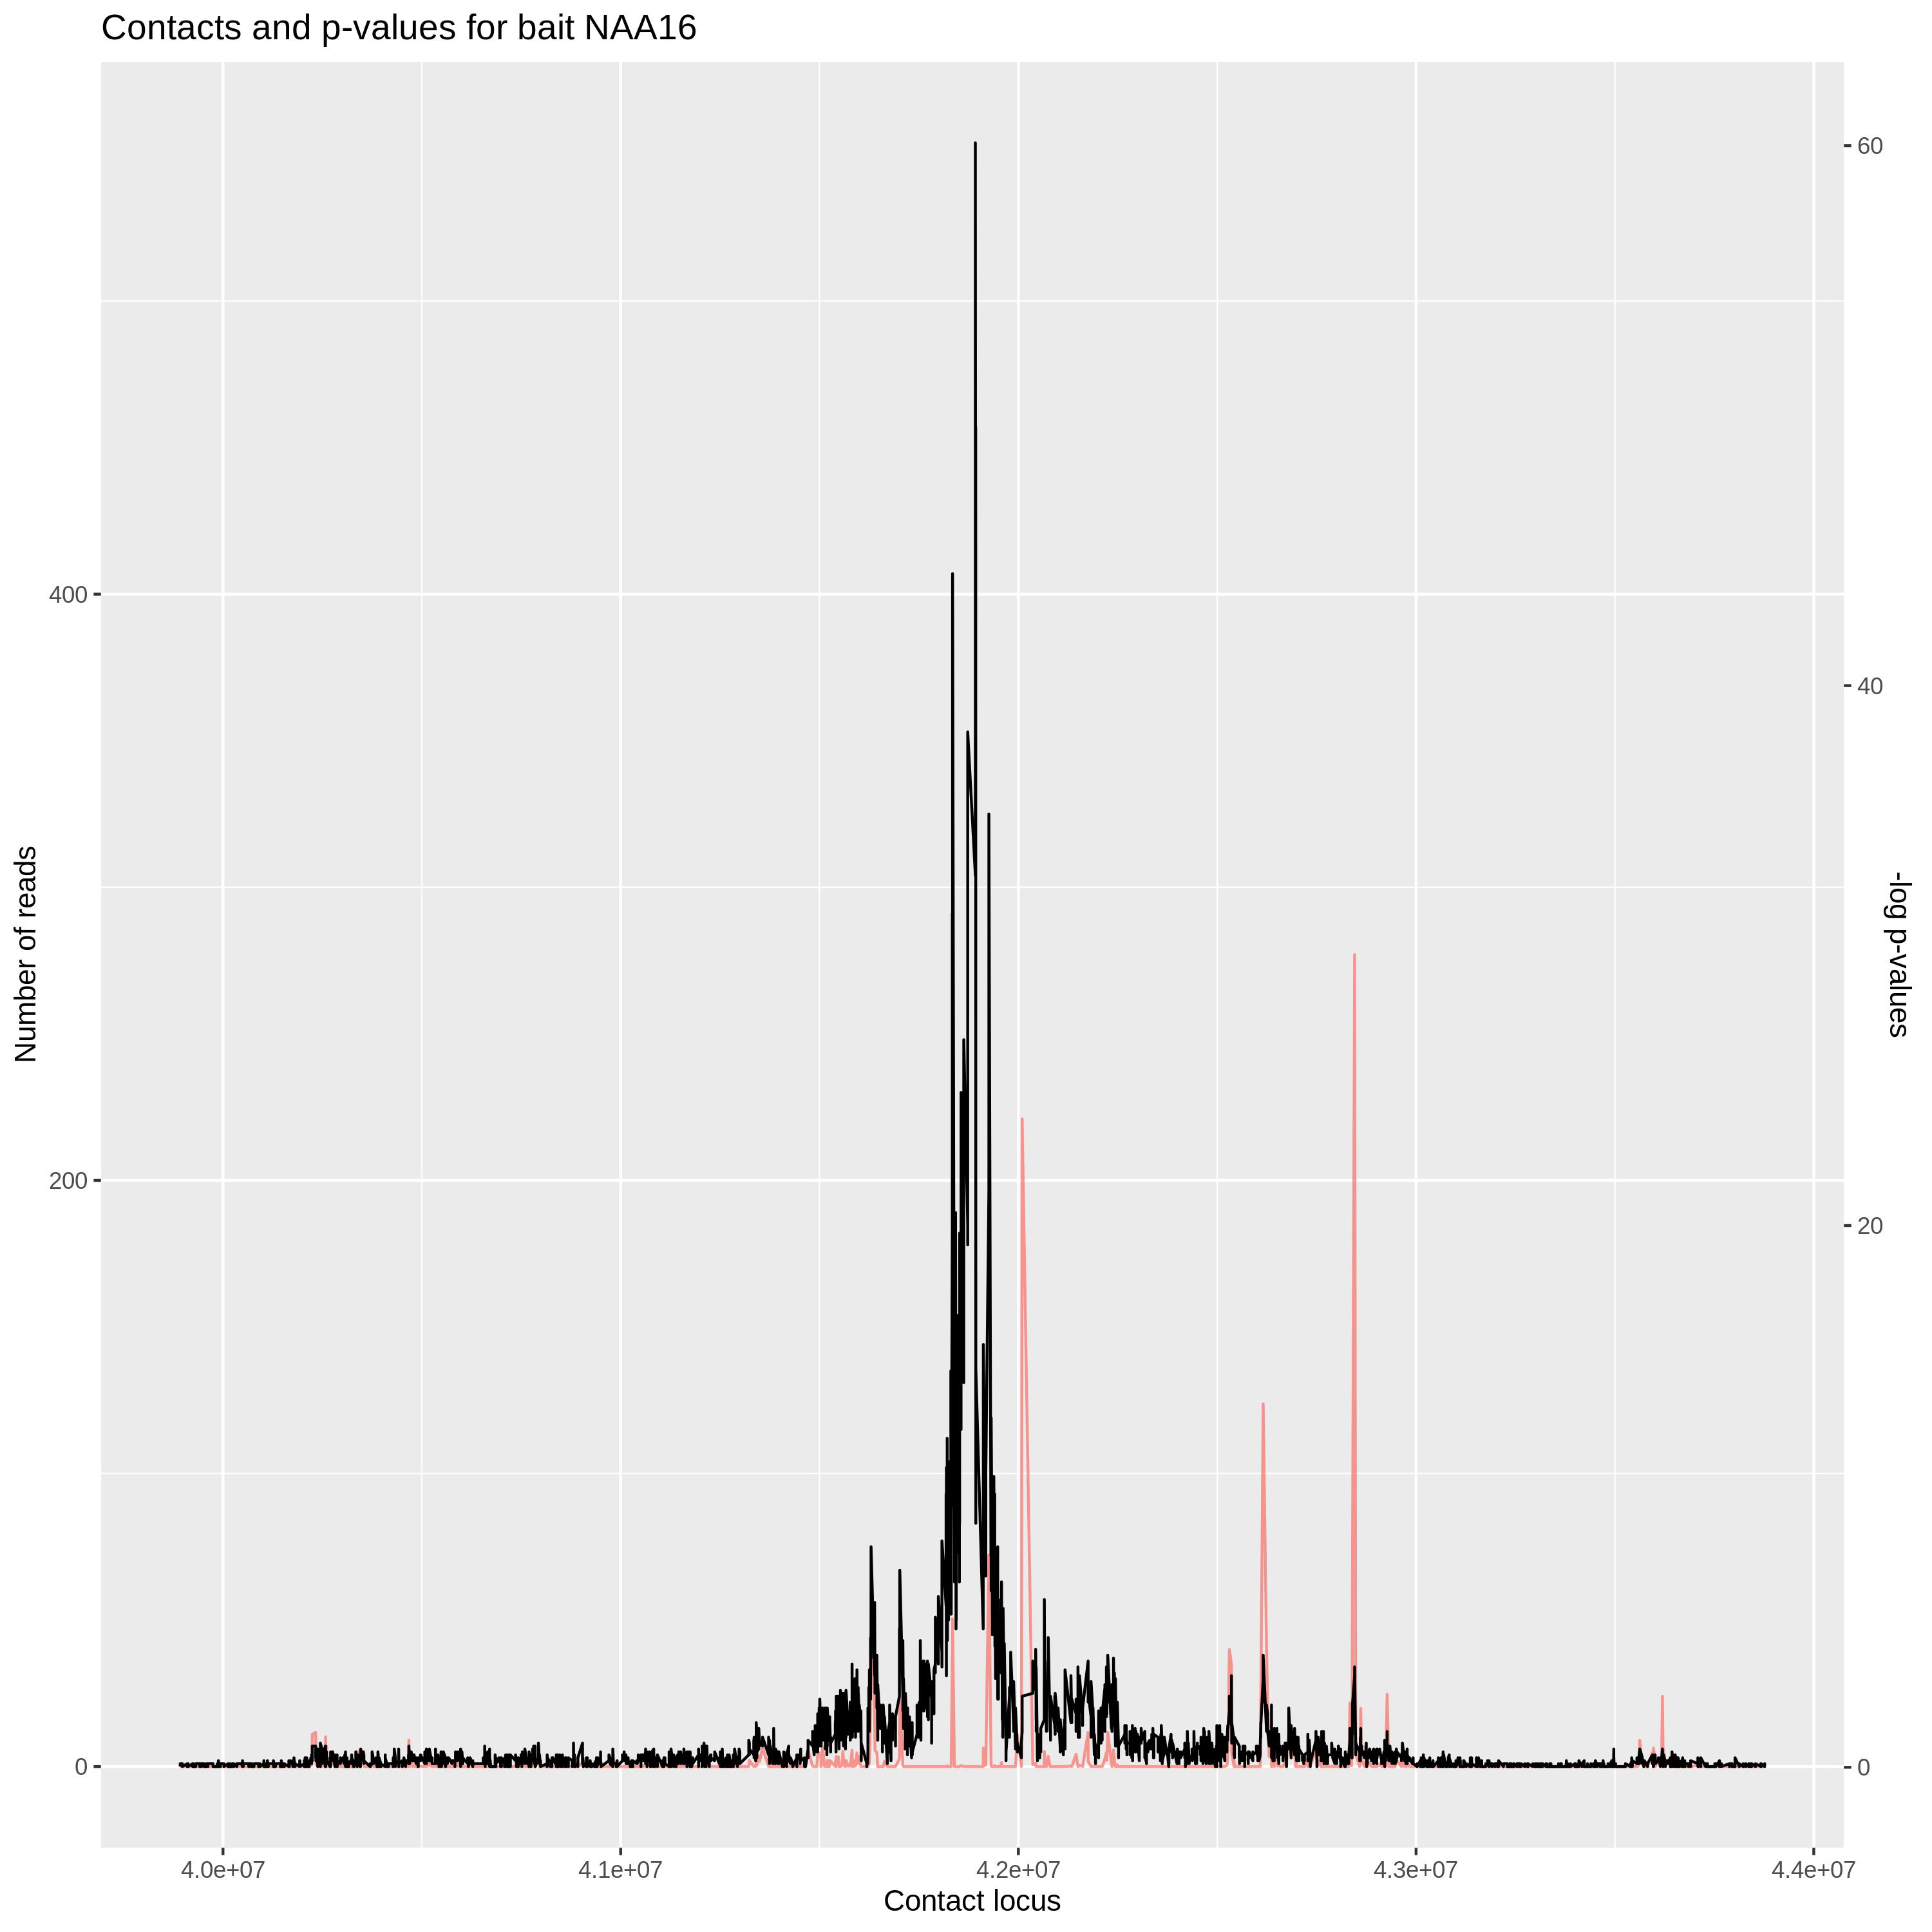 Contacts and p-values for bait NAA16
60
400
40
Number of reads
-log p-values
200
20
0
0
4.0e+07
4.1e+07
4.2e+07
4.3e+07
4.4e+07
Contact locus